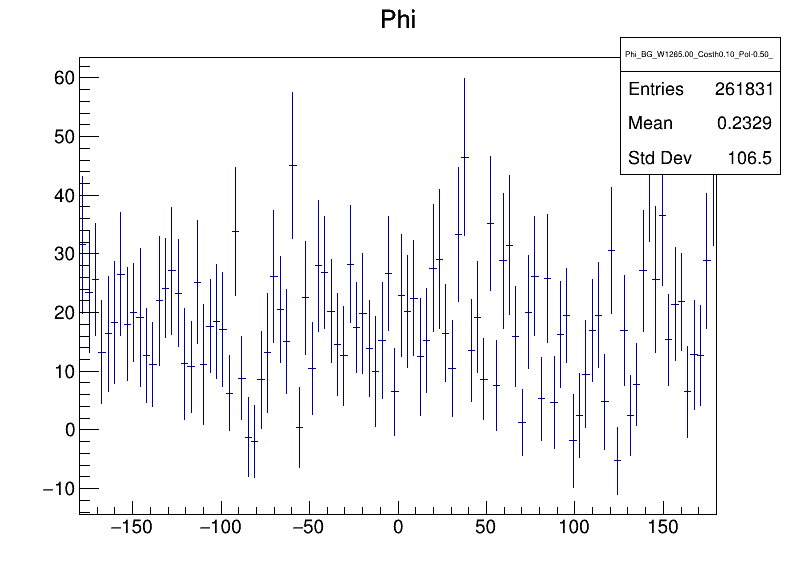 Phi
Phi_BG_W1265.00_Costh0.10_Pol-0.50_
Entries 261831
Mean 0.2329
Std Dev 106.5
60
50
40
30
20
10
0
−10
−150 −100 −50 0 50 100 150